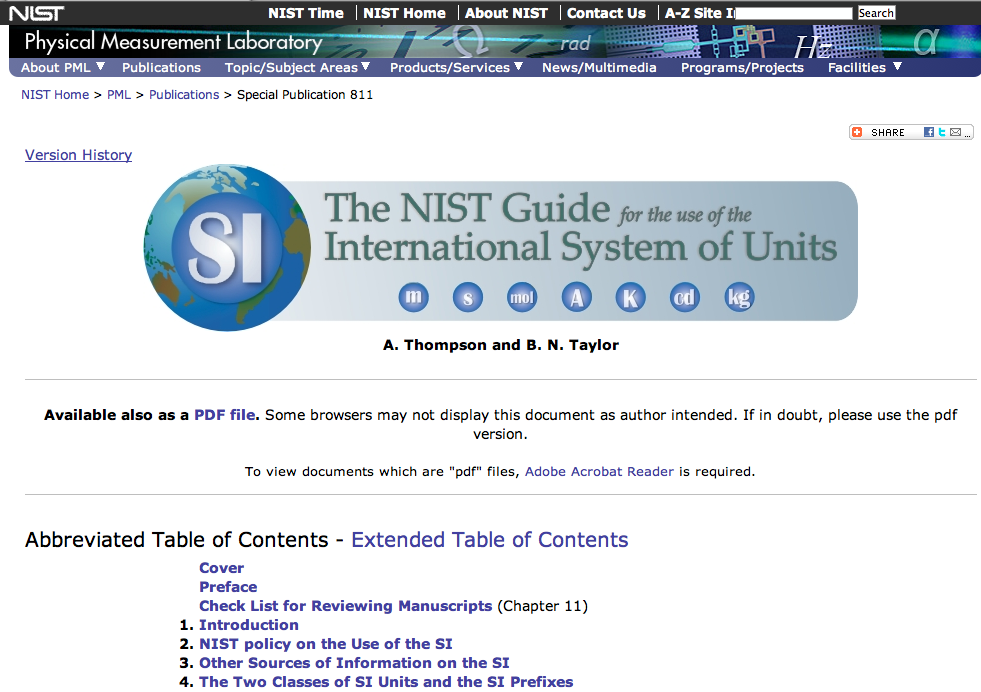 NIST
NIST Time | NIST Home | About NIST | Contact Us | A-Z Site I
Search
Physical Measurement Laboratory
Ω rad Hz α
About PML ▼ Publications Topic/Subject Areas ▼ Products/Services ▼ News/Multimedia Programs/Projects Facilities ▼
NIST Home > PML > Publications > Special Publication 811
SHARE ...
Version History
SI
The NIST Guide for the use of the
International System of Units
m s mol A K cd kg
A. Thompson and B. N. Taylor
Available also as a PDF file. Some browsers may not display this document as author intended. If in doubt, please use the pdf
version.
To view documents which are "pdf" files, Adobe Acrobat Reader is required.
Abbreviated Table of Contents - Extended Table of Contents
Cover
Preface
Check List for Reviewing Manuscripts (Chapter 11)
1. Introduction
2. NIST policy on the Use of the SI
3. Other Sources of Information on the SI
4. The Two Classes of SI Units and the SI Prefixes